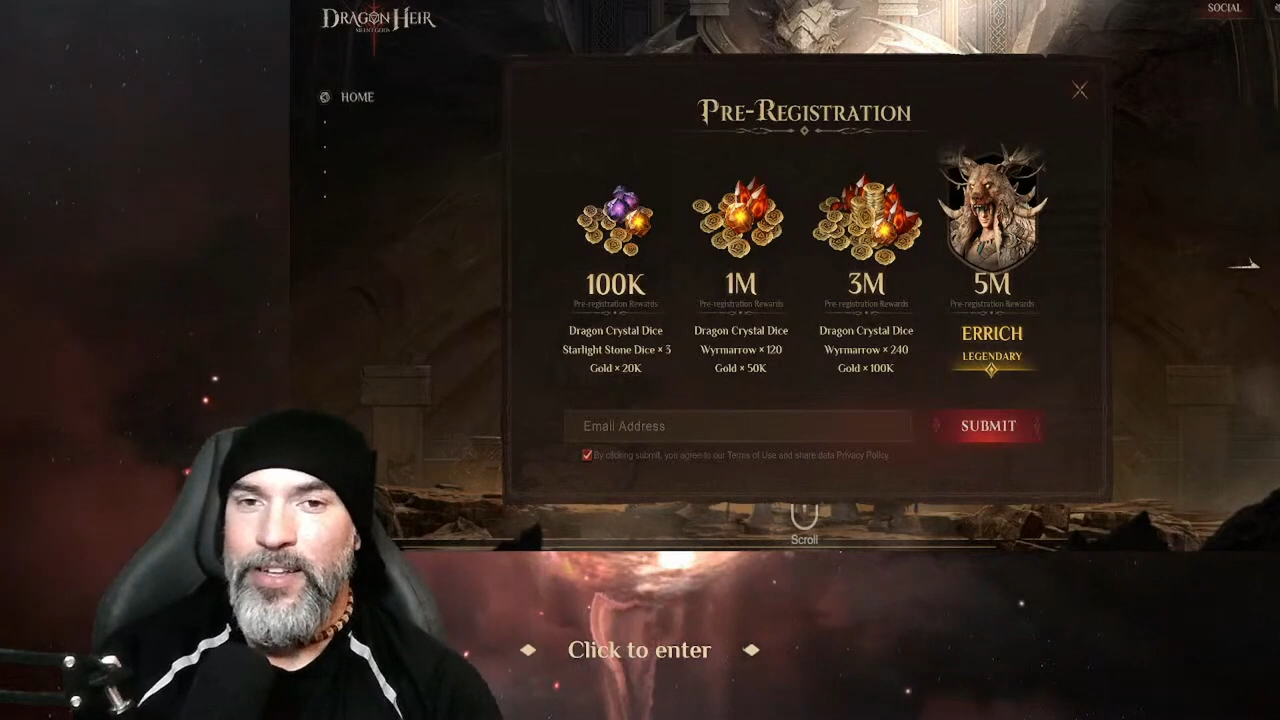 DRAGON HEIR
SILENT GODS
SOCIAL
HOME
PRE-REGISTRATION
100K
Pre-registration Rewards
Dragon Crystal Dice
Starlight Stone Dice × 3
Gold × 20K
1M
Pre-registration Rewards
Dragon Crystal Dice
Wyrmarrow × 120
Gold × 50K
3M
Pre-registration Rewards
Dragon Crystal Dice
Wyrmarrow × 240
Gold × 100K
5M
Pre-registration Rewards
ERRICH
LEGENDARY
Email Address
SUBMIT
By clicking submit, you agree to our Terms of Use and share data Privacy Policy.
Scroll
Click to enter